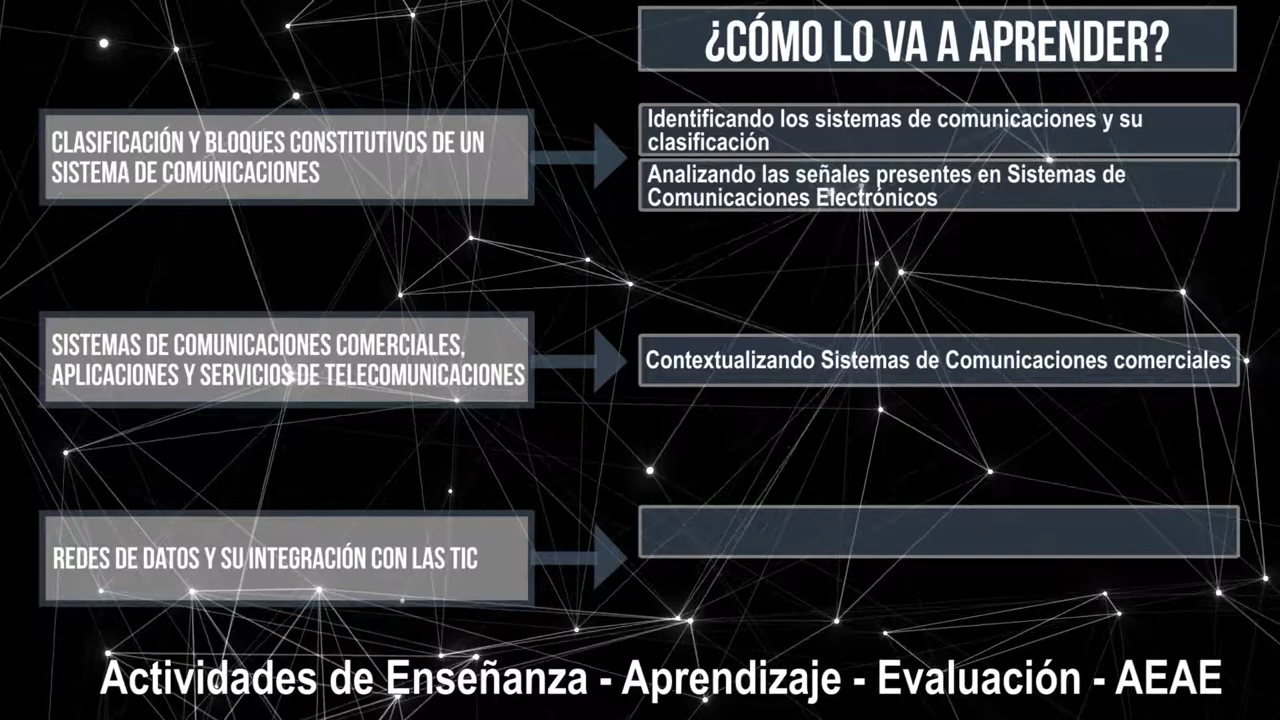 ¿CÓMO LO VA A APRENDER?
CLASIFICACIÓN Y BLOQUES CONSTITUTIVOS DE UN
SISTEMA DE COMUNICACIONES
Identificando los sistemas de comunicaciones y su
clasificación
Analizando las señales presentes en Sistemas de
Comunicaciones Electrónicos
SISTEMAS DE COMUNICACIONES COMERCIALES,
APLICACIONES Y SERVICIOS DE TELECOMUNICACIONES
Contextualizando Sistemas de Comunicaciones comerciales
REDES DE DATOS Y SU INTEGRACIÓN CON LAS TIC
Actividades de Enseñanza - Aprendizaje - Evaluación - AEAE